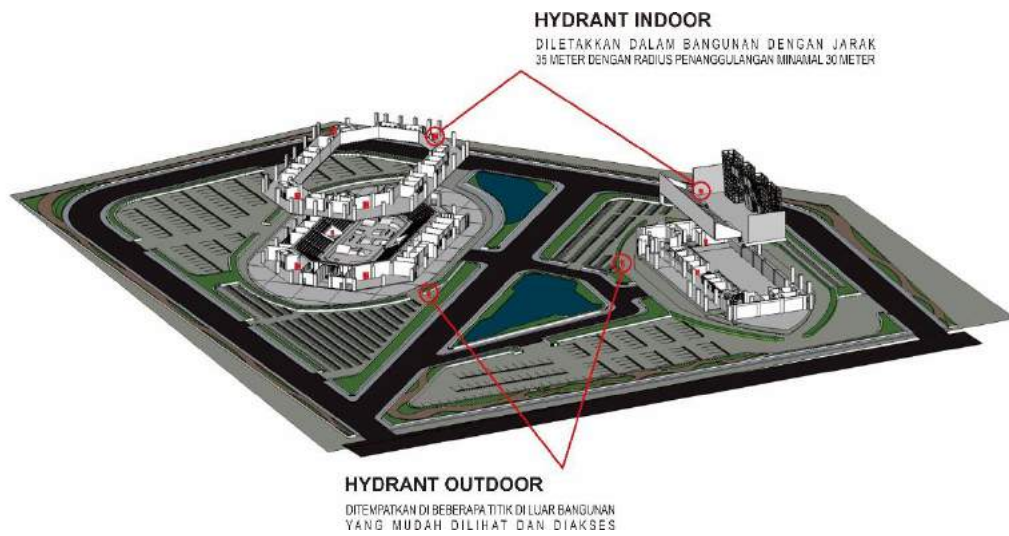 HYDRANT INDOOR
DILETAKKAN DALAM BANGUNAN DENGAN JARAK
35 METER DENGAN RADIUS PENANGGULANGAN MINAMAL 30 METER
HYDRANT OUTDOOR
DITEMPATKAN DI BEBERAPA TITIK DI LUAR BANGUNAN
YANG MUDAH DILIHAT DAN DIAKSES